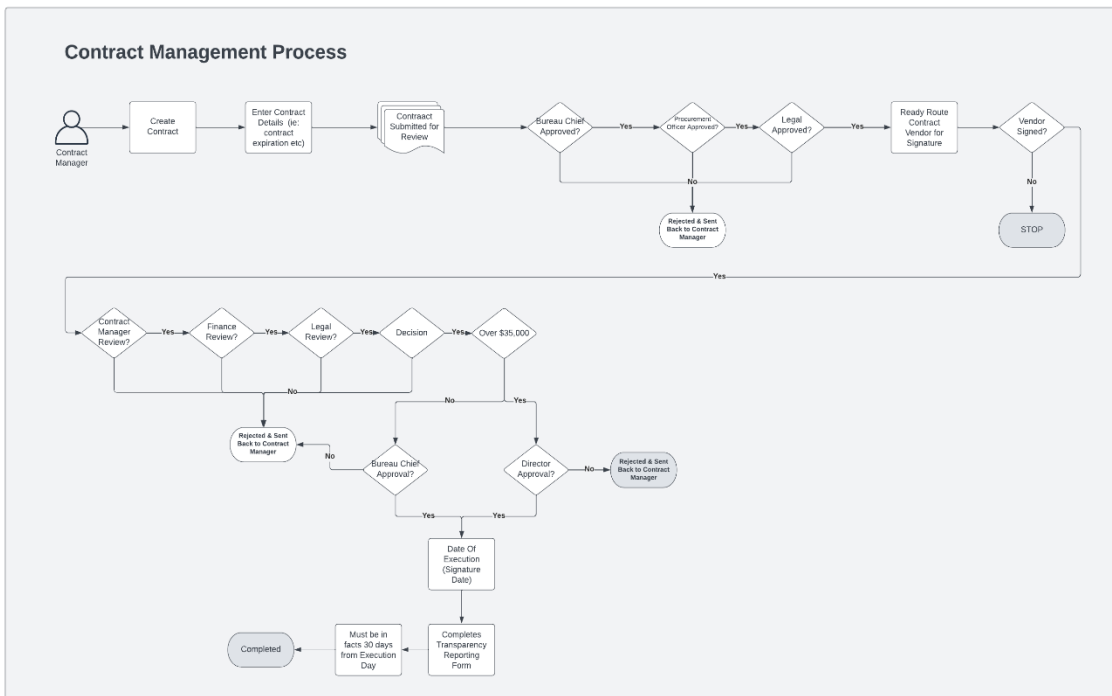 Contract Management Process
Contract
Manager
Create
Contract
Enter Contract
Details (ie:
contract
expiration etc)
Contraact
Submitted for
Review
Bureau Chief
Approved?
Yes
Procurement
Officer Approved?
Yes
Legal
Approved?
Yes
Ready Route
Contract
Vendor for
Signature
Vendor
Signed?
No
No
Rejected & Sent
Back to Contract
Manager
STOP
Yes
Contract
Manager
Review?
Yes
Finance
Review?
Yes
Legal
Review?
Yes
Decision
Yes
Over $35,000
No
No
Yes
Rejected & Sent
Back to Contract
Manager
No
Bureau Chief
Approval?
Director
Approval?
No
Rejected & Sent
Back to Contract
Manager
Yes
Yes
Date Of
Execution
(Signature
Date)
Completes
Transparency
Reporting
Form
Must be in
facts 30 days
from Execution
Day
Completed